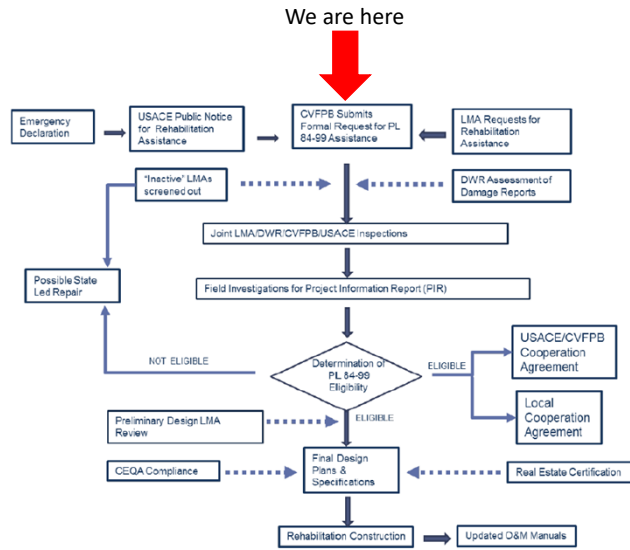 We are here
Emergency
Declaration
USACE Public Notice
for Rehabilitation
Assistance
CVFPB Submits
Formal Request for PL
84-99 Assistance
LMA Requests for
Rehabilitation
Assistance
"Inactive" LMAs
screened out
DWR Assessment of
Damage Reports
Joint LMA/DWR/CVFPB/USACE Inspections
Possible State
Led Repair
Field Investigations for Project Information Report (PIR)
NOT ELIGIBLE
Determination of
PL 84-99
Eligibility
ELIGIBLE
USACE/CVFPB
Cooperation
Agreement
Local
Cooperation
Agreement
ELIGIBLE
Preliminary Design LMA
Review
CEQA Compliance
Final Design
Plans &
Specifications
Real Estate Certification
Rehabilitation Construction
Updated O&M Manuals